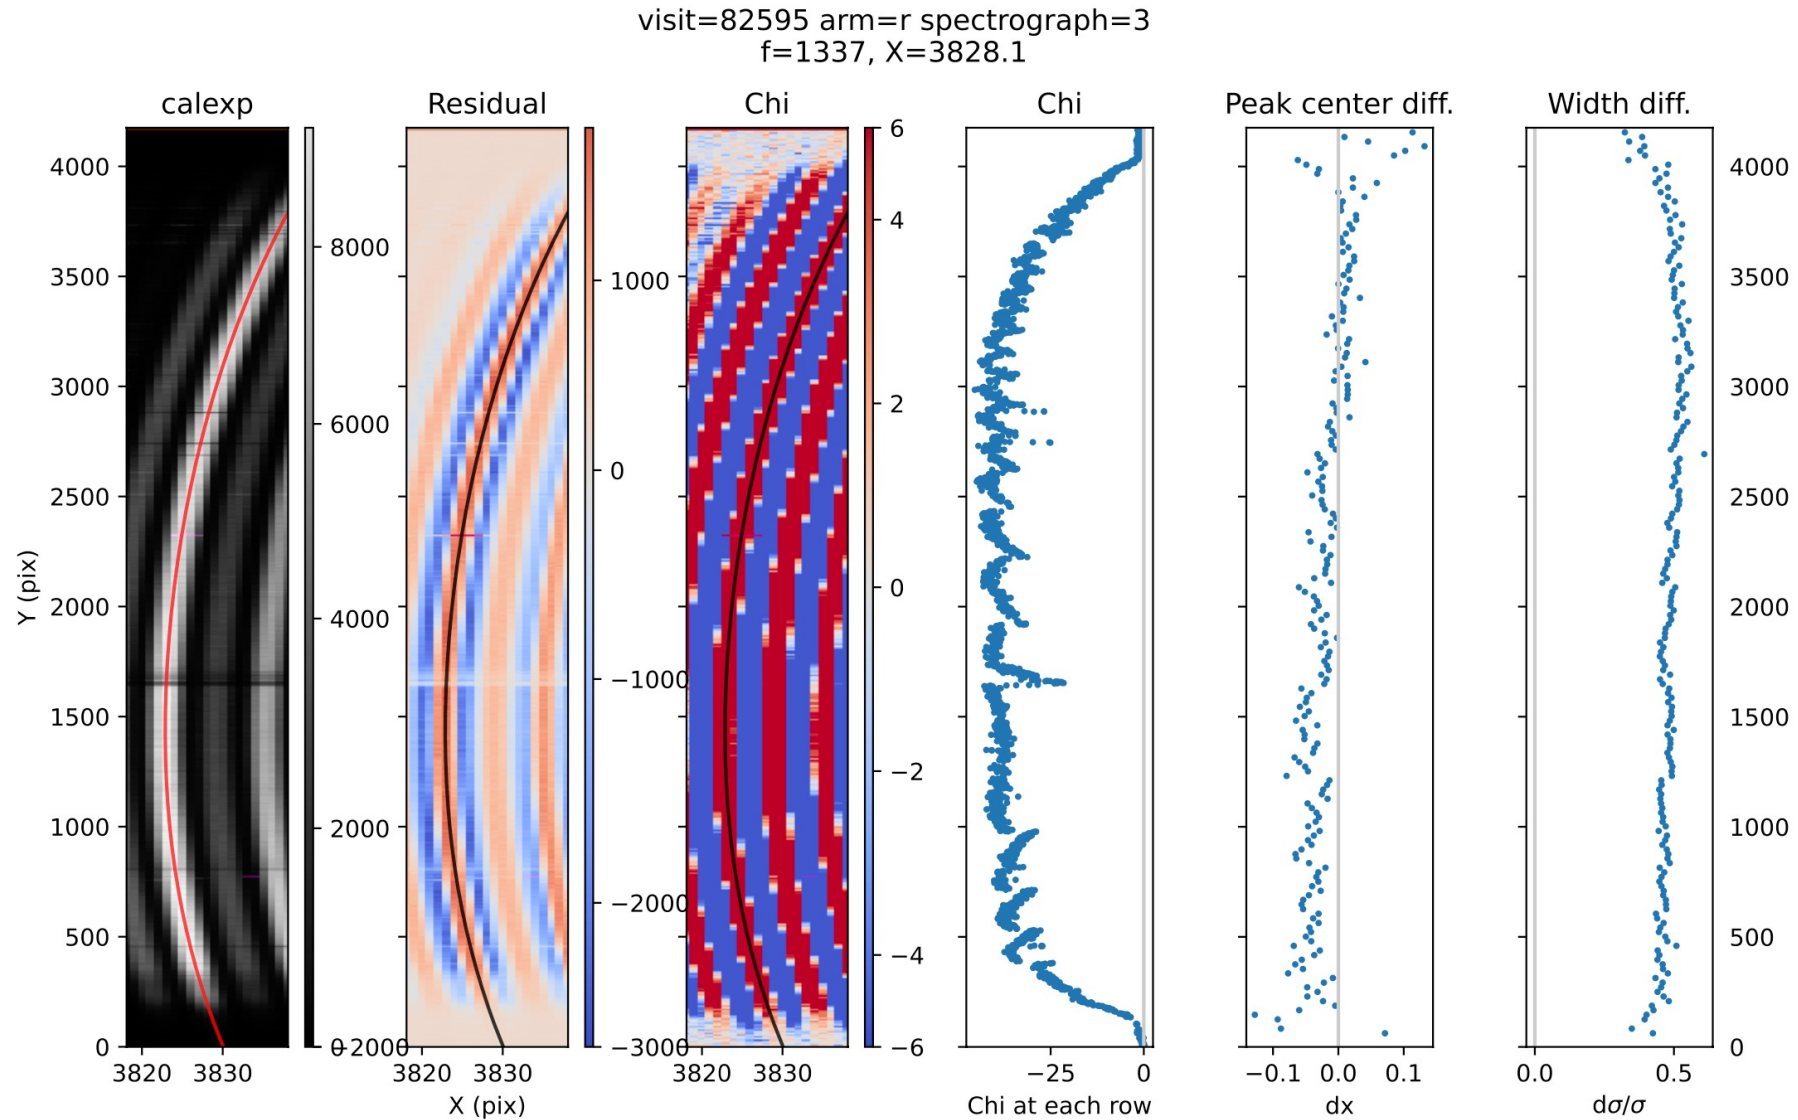 visit=82595 arm=r spectrograph=3
f=1337, X=3828.1
calexp
Residual
Chi
Chi
Peak center diff.
Width diff.
Y (pix)
4000
3500
3000
2500
2000
1500
1000
500
0
3820 3830
8000
6000
4000
2000
0
−2000
3820 3830
X (pix)
1000
0
−1000
−2000
−3000
3820 3830
6
4
2
0
−2
−4
−6
−25 0
Chi at each row
−0.1 0.0 0.1
dx
0.0 0.5
dσ/σ
4000
3500
3000
2500
2000
1500
1000
500
0